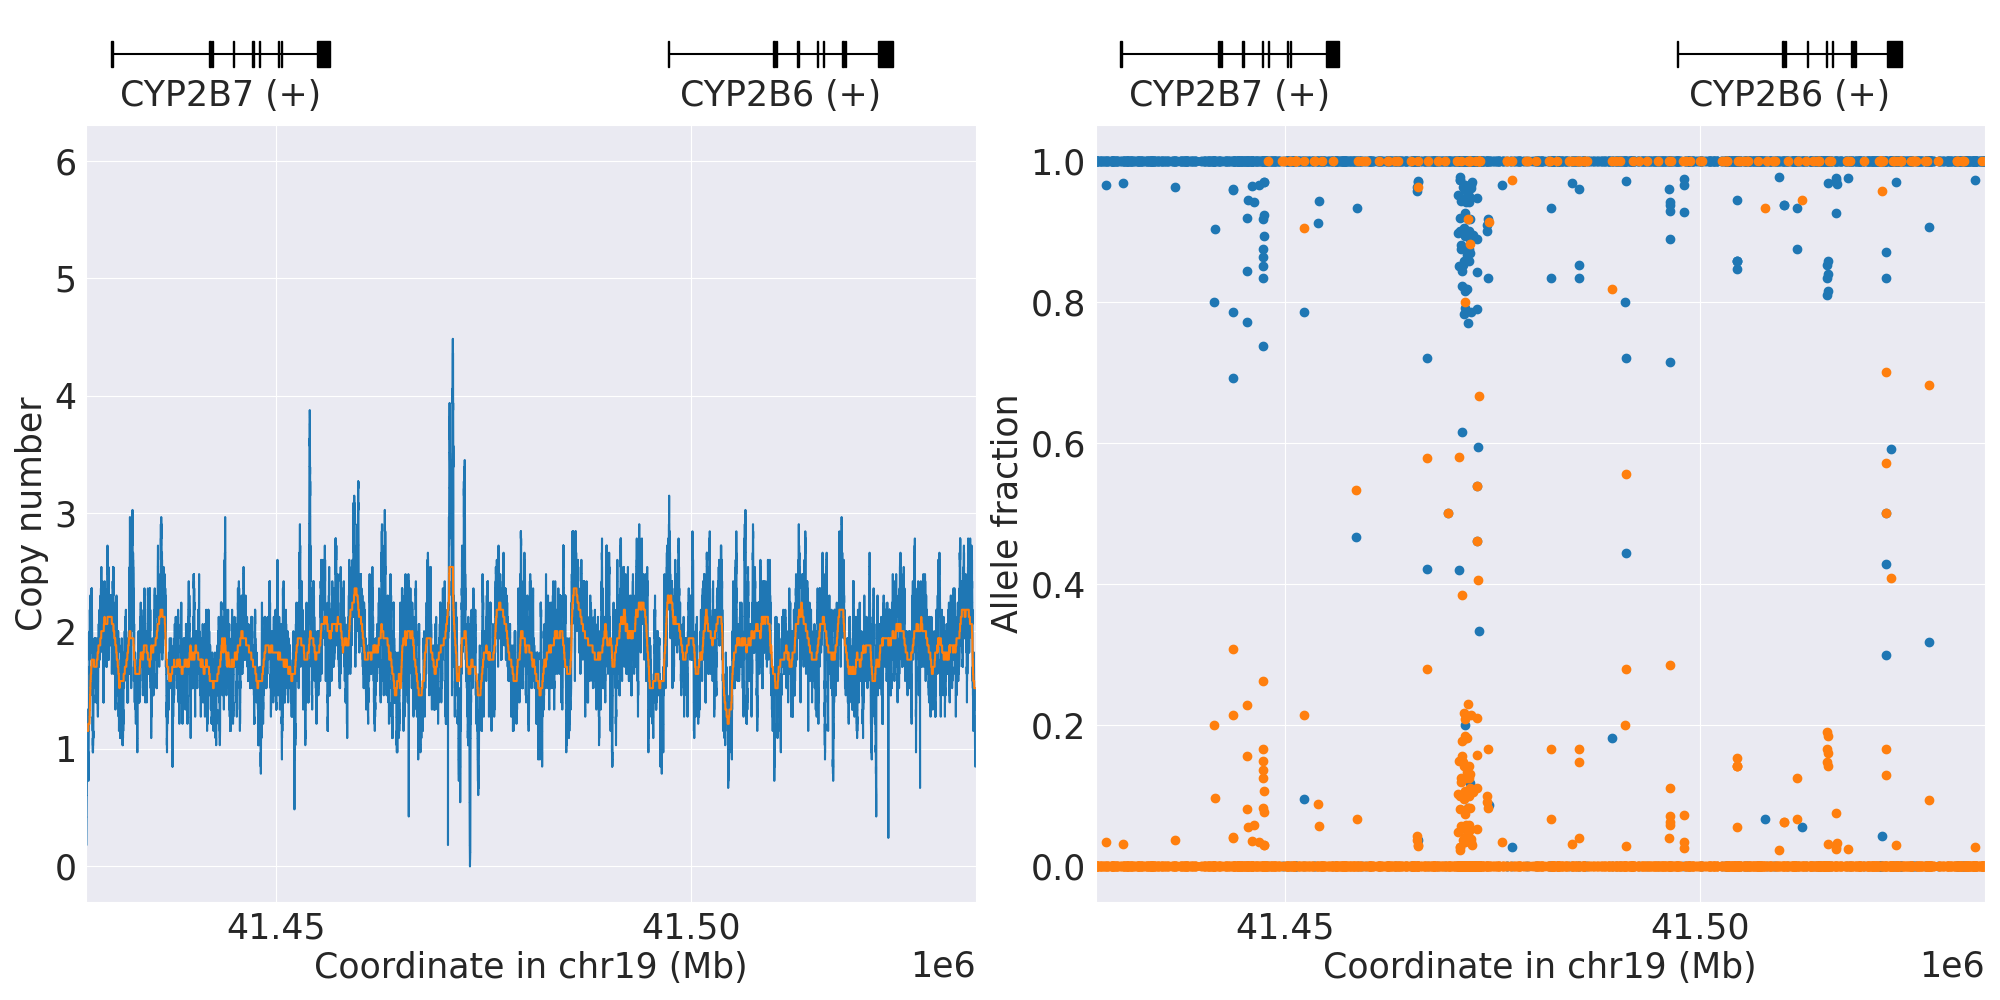 CYP2B7 (+)
CYP2B6 (+)
6
5
4
3
2
1
0
Copy number
41.45
41.50
Coordinate in chr19 (Mb)
1e6
CYP2B7 (+)
CYP2B6 (+)
1.0
0.8
0.6
0.4
0.2
0.0
Allele fraction
41.45
41.50
Coordinate in chr19 (Mb)
1e6